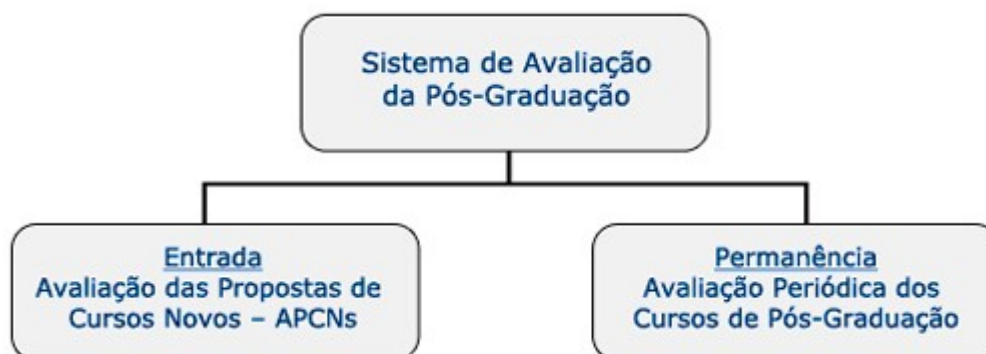 Sistema de Avaliação
da Pós-Graduação
Entrada
Avaliação das Propostas de
Cursos Novos – APCNs
Permanência
Avaliação Periódica dos
Cursos de Pós-Graduação